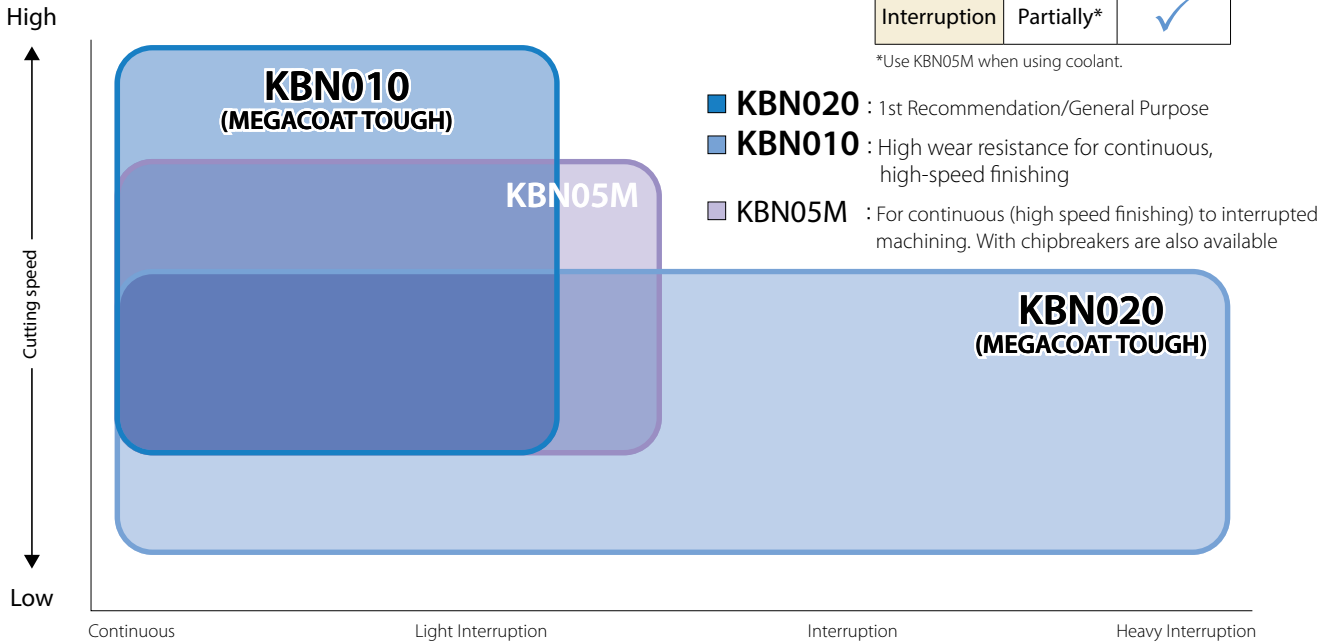 High
Interruption Partially* ✓
*Use KBN05M when using coolant.
KBN010
(MEGACOAT TOUGH)
KBN020 : 1st Recommendation/General Purpose
KBN010 : High wear resistance for continuous,
high-speed finishing
KBN05M
KBN05M : For continuous (high speed finishing) to interrupted
machining. With chipbreakers are also available
Cutting speed
KBN020
(MEGACOAT TOUGH)
Low
Continuous Light Interruption Interruption Heavy Interruption